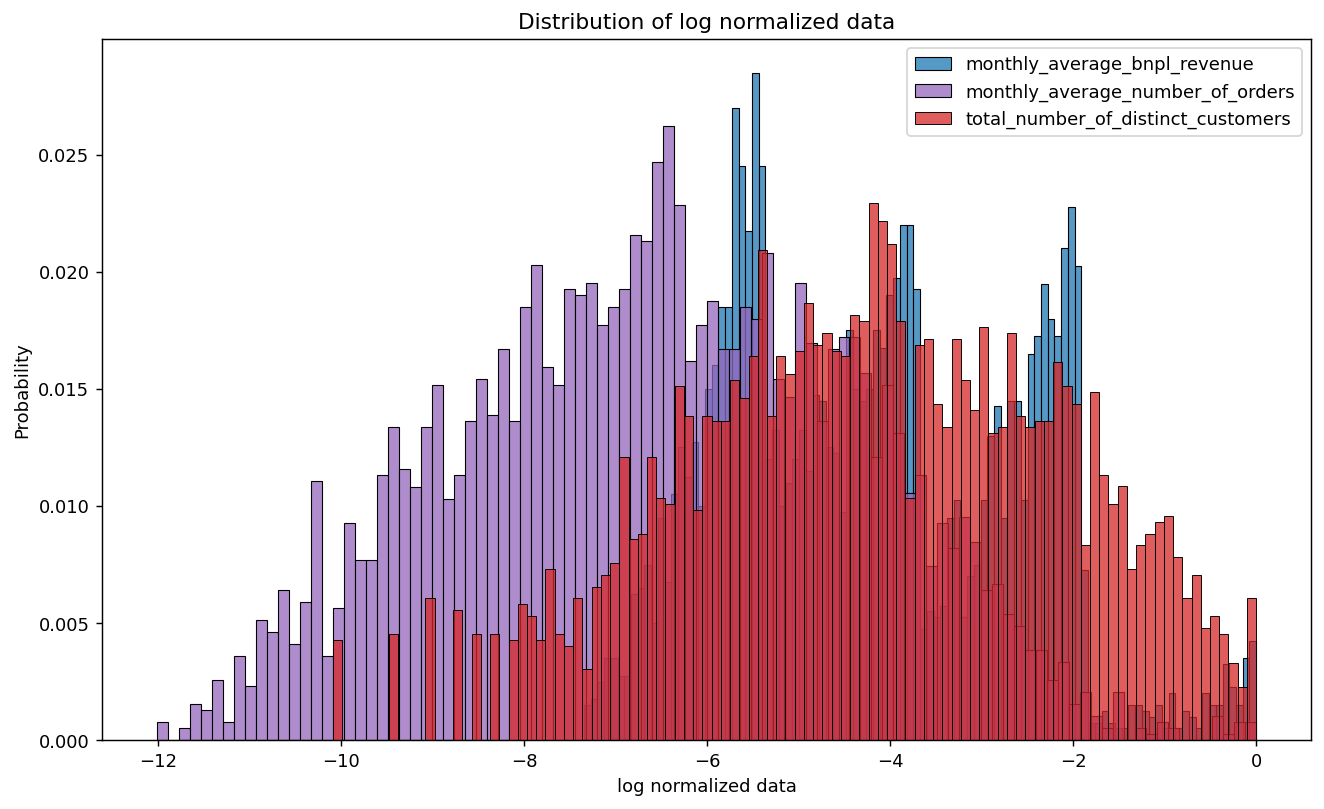 Distribution of log normalized data
monthly_average_bnpl_revenue
monthly_average_number_of_orders
total_number_of_distinct_customers
Probability
0.025
0.020
0.015
0.010
0.005
0.000
−12
−10
−8
−6
−4
−2
0
log normalized data